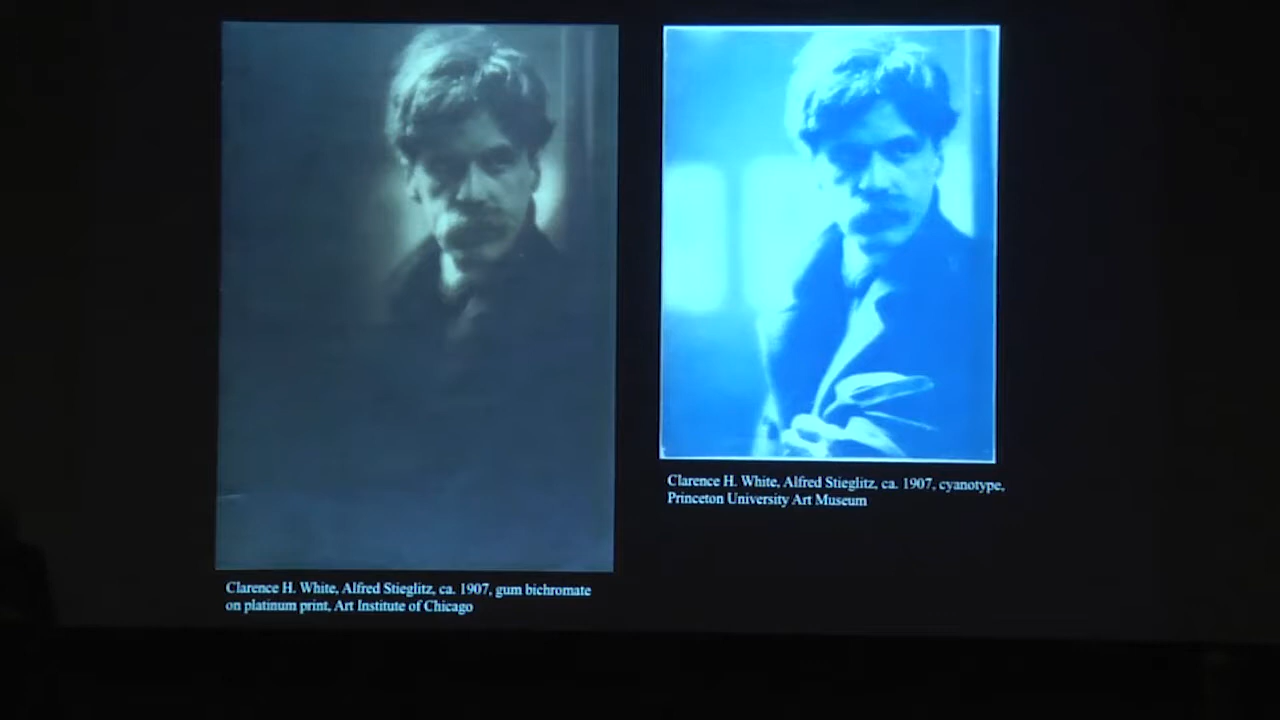 Clarence H. White, Alfred Stieglitz, ca. 1907, gum bichromate
on platinum print, Art Institute of Chicago
Clarence H. White, Alfred Stieglitz, ca. 1907, cyanotype,
Princeton University Art Museum